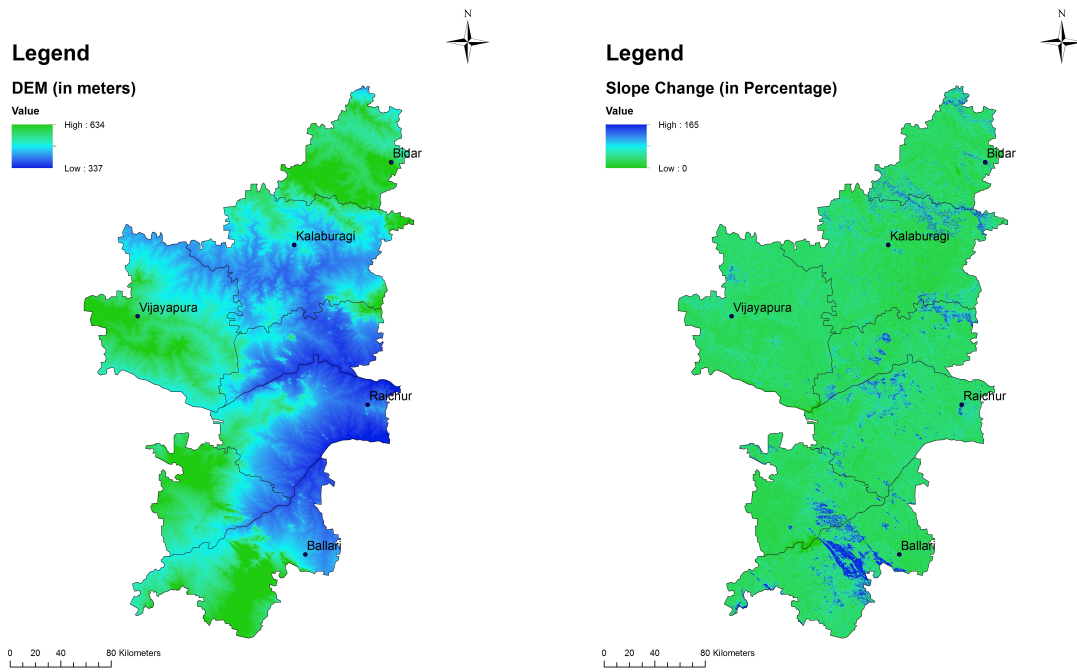 N
Legend
DEM (in meters)
Value
High : 634
Low : 337
Bidar
Kalaburagi
Vijayapura
Raichur
Ballari
0 20 40 80 Kilometers
N
Legend
Slope Change (in Percentage)
Value
High : 165
Low : 0
Bidar
Kalaburagi
Vijayapura
Raichur
Ballari
0 20 40 80 Kilometers